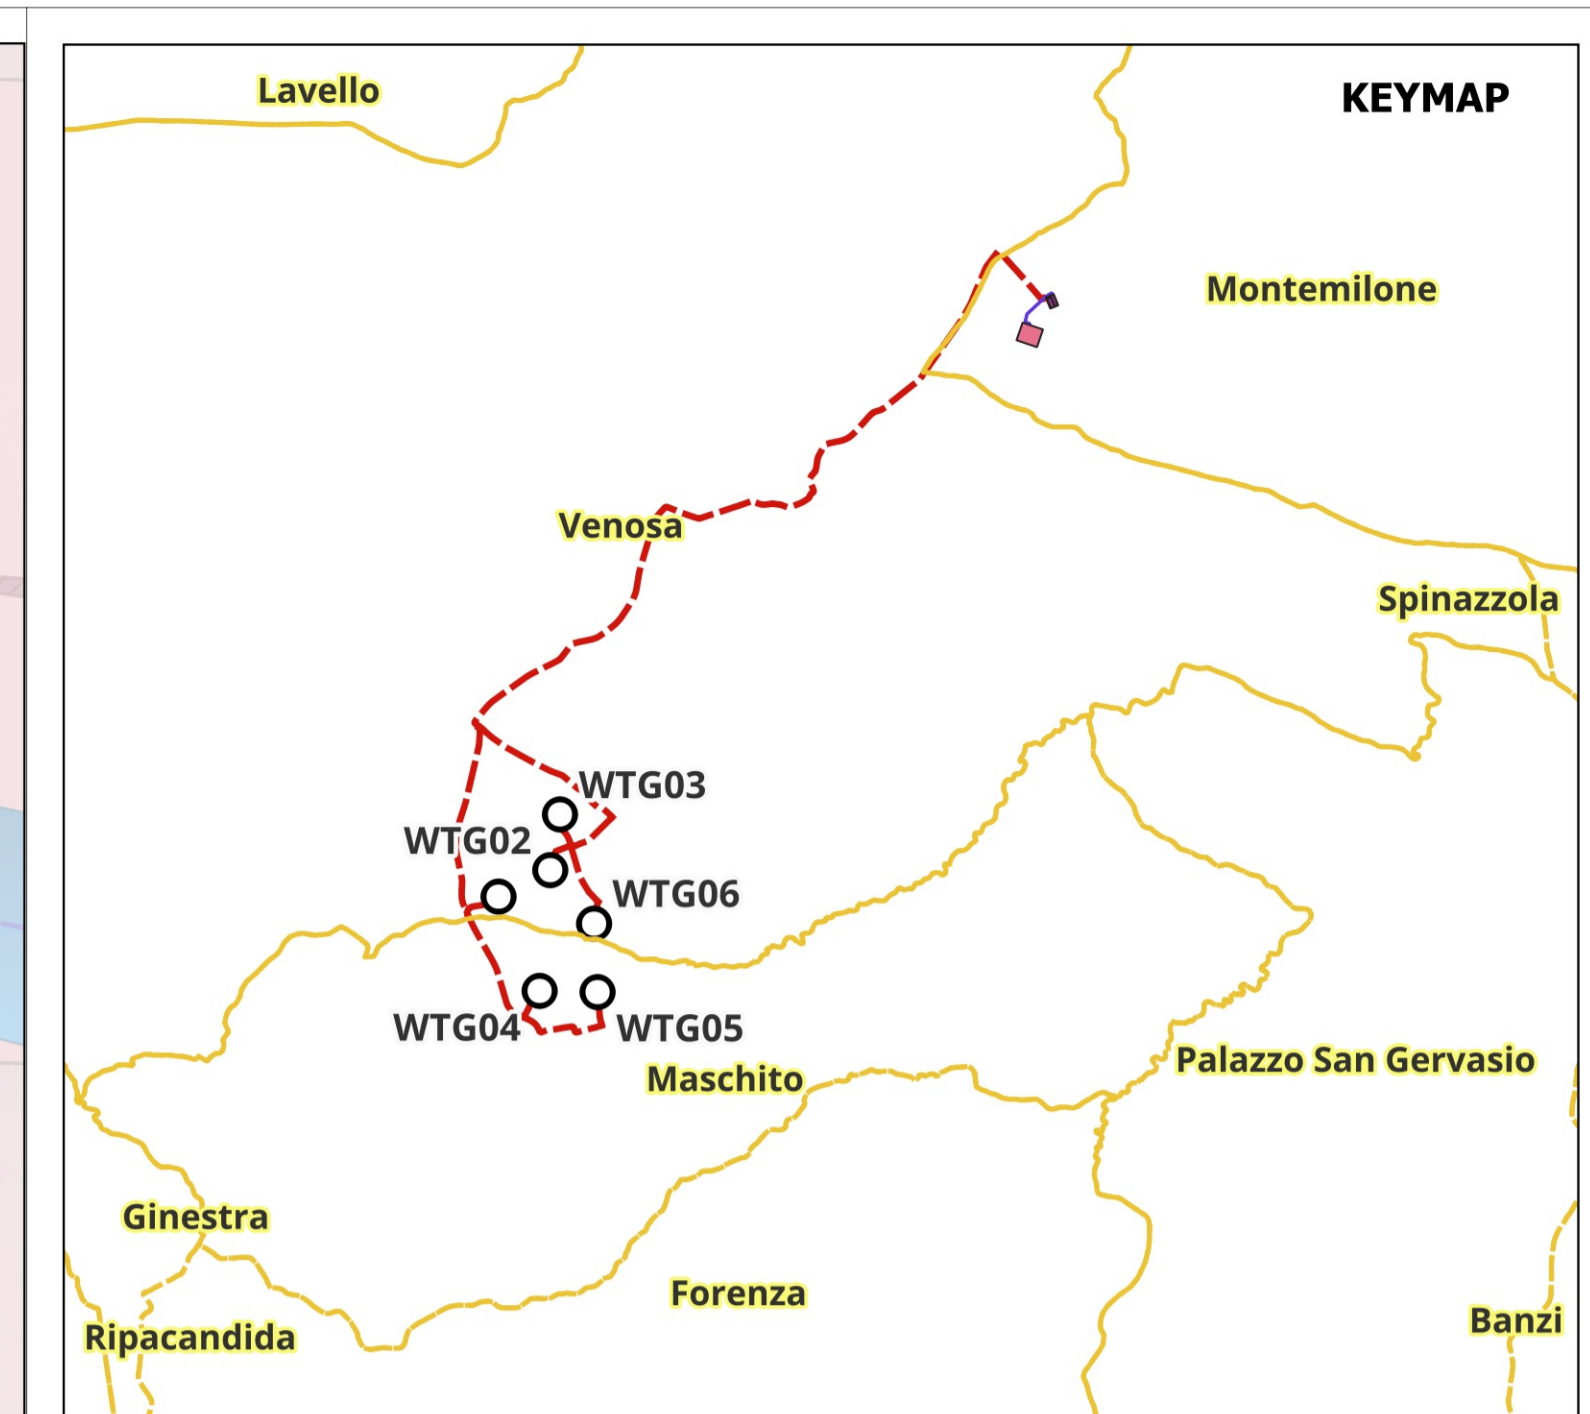 Lavello
KEYMAP
Montemilone
Venosa
Spinazzola
WTG03
WTG02
WTG06
WTG04
WTG05
Maschito
Palazzo San Gervasio
Ginestra
Forenza
Banzi
Ripacandida